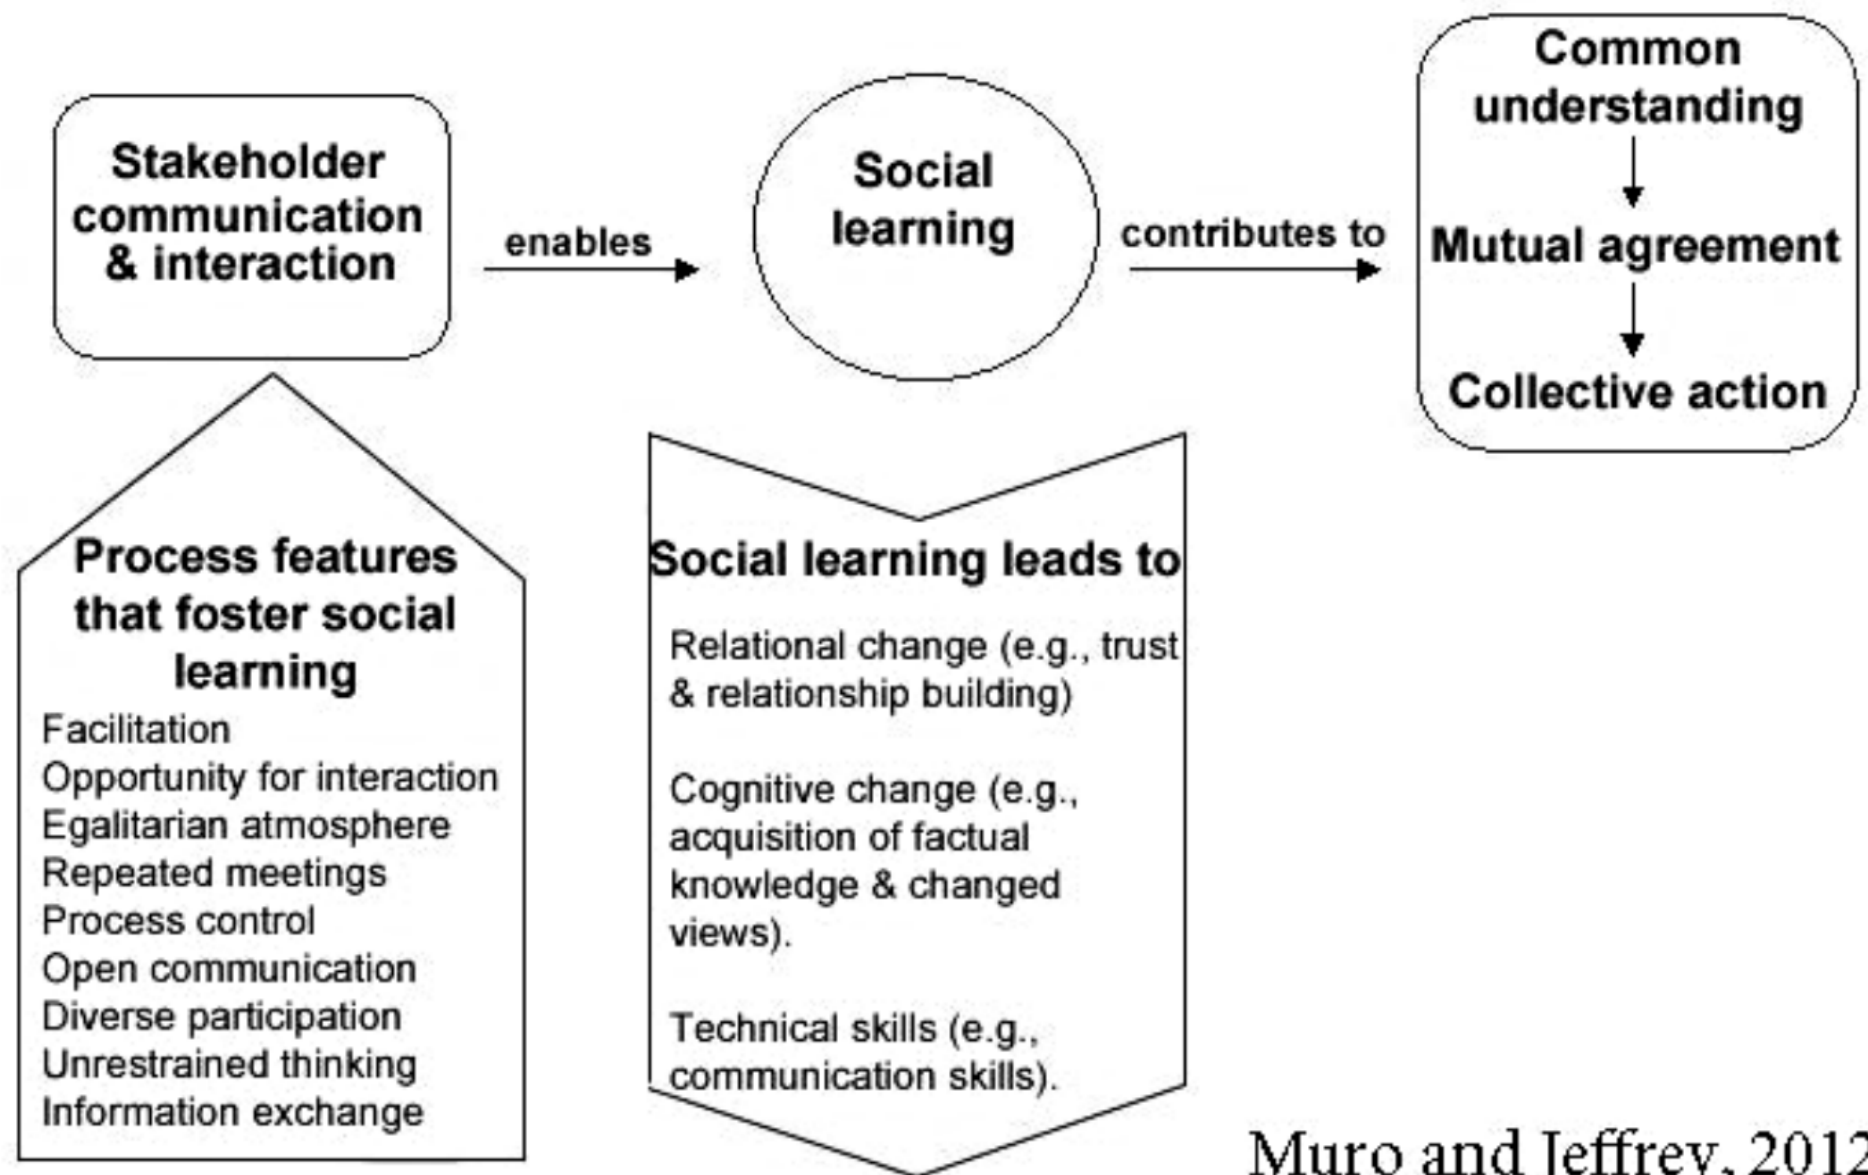 Stakeholder
communication
& interaction
enables
Social
learning
contributes to
Common
understanding
Mutual agreement
Collective action
Process features
that foster social
learning
Facilitation
Opportunity for interaction
Egalitarian atmosphere
Repeated meetings
Process control
Open communication
Diverse participation
Unrestrained thinking
Information exchange
Social learning leads to
Relational change (e.g., trust
& relationship building)
Cognitive change (e.g.,
acquisition of factual
knowledge & changed
views).
Technical skills (e.g.,
communication skills).
Muro and Jeffrey, 2012